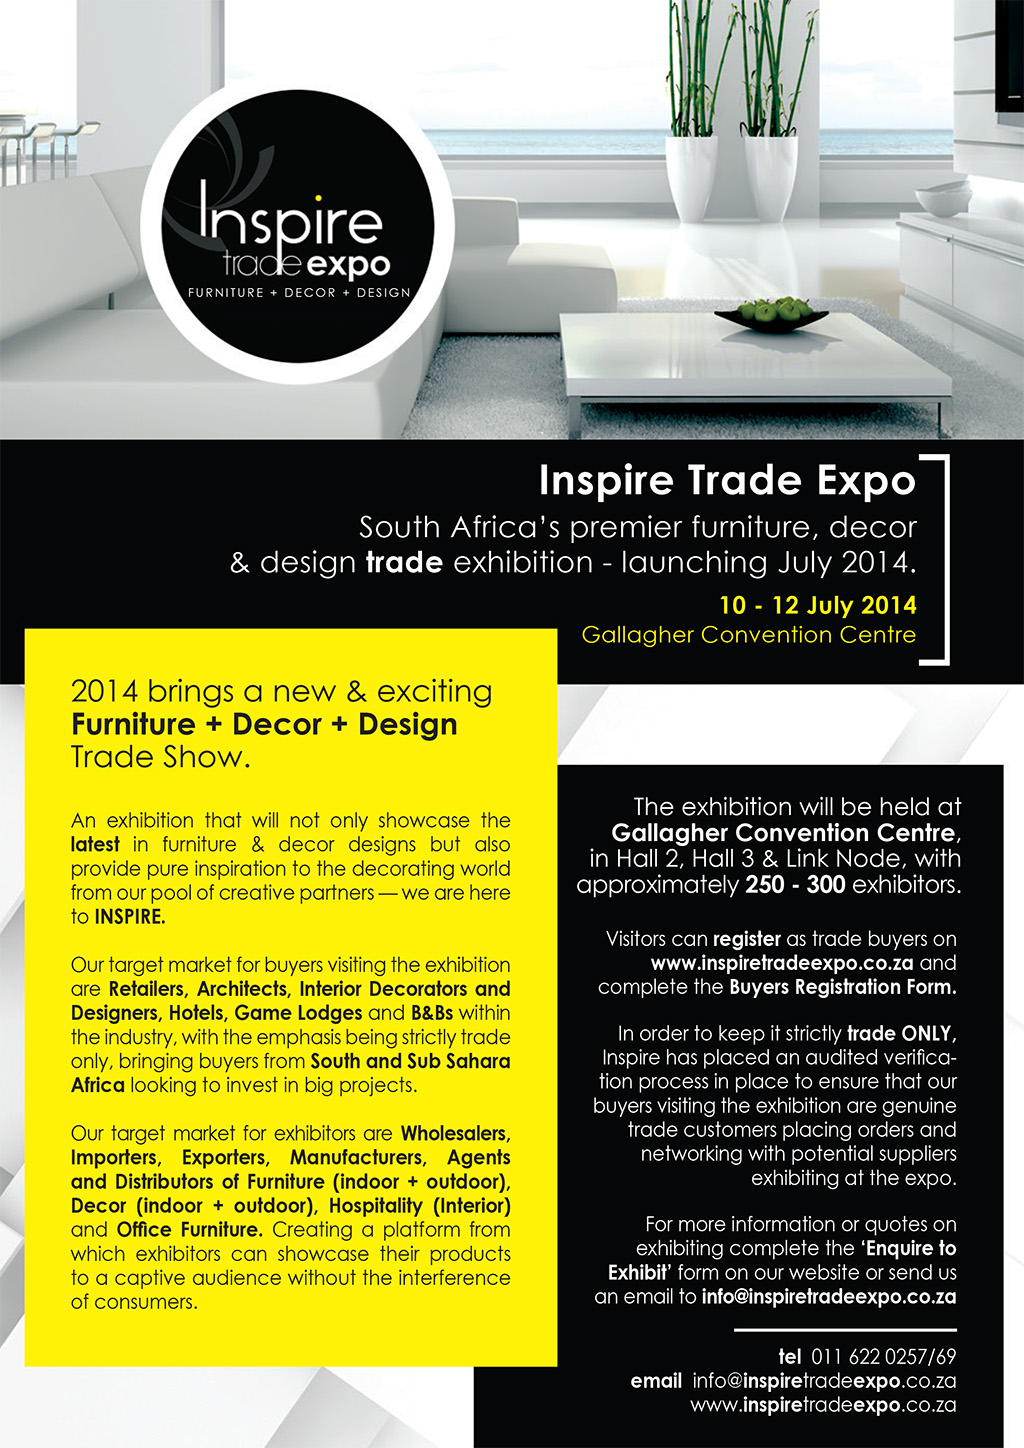 Inspire
trade expo
FURNITURE + DECOR + DESIGN
Inspire Trade Expo
South Africa's premier furniture, decor
& design trade exhibition - launching July 2014.
10 - 12 July 2014
Gallagher Convention Centre
2014 brings a new & exciting
Furniture + Decor + Design
Trade Show.
An exhibition that will not only showcase the
latest in furniture & decor designs but also
provide pure inspiration to the decorating world
from our pool of creative partners — we are here
to INSPIRE.
Our target market for buyers visiting the exhibition
are Retailers, Architects, Interior Decorators and
Designers, Hotels, Game Lodges and B&Bs within
the industry, with the emphasis being strictly trade
only, bringing buyers from South and Sub Sahara
Africa looking to invest in big projects.
Our target market for exhibitors are Wholesalers,
Importers, Exporters, Manufacturers, Agents
and Distributors of Furniture (indoor + outdoor),
Decor (indoor + outdoor), Hospitality (Interior)
and Office Furniture. Creating a platform from
which exhibitors can showcase their products
to a captive audience without the interference
of consumers.
The exhibition will be held at
Gallagher Convention Centre,
in Hall 2, Hall 3 & Link Node, with
approximately 250 - 300 exhibitors.
Visitors can register as trade buyers on
www.inspiretradeexpo.co.za and
complete the Buyers Registration Form.
In order to keep it strictly trade ONLY,
Inspire has placed an audited verifica-
tion process in place to ensure that our
buyers visiting the exhibition are genuine
trade customers placing orders and
networking with potential suppliers
exhibiting at the expo.
For more information or quotes on
exhibiting complete the 'Enquire to
Exhibit' form on our website or send us
an email to info@inspiretradeexpo.co.za
tel 011 622 0257/69
email info@inspiretradeexpo.co.za
www.inspiretradeexpo.co.za